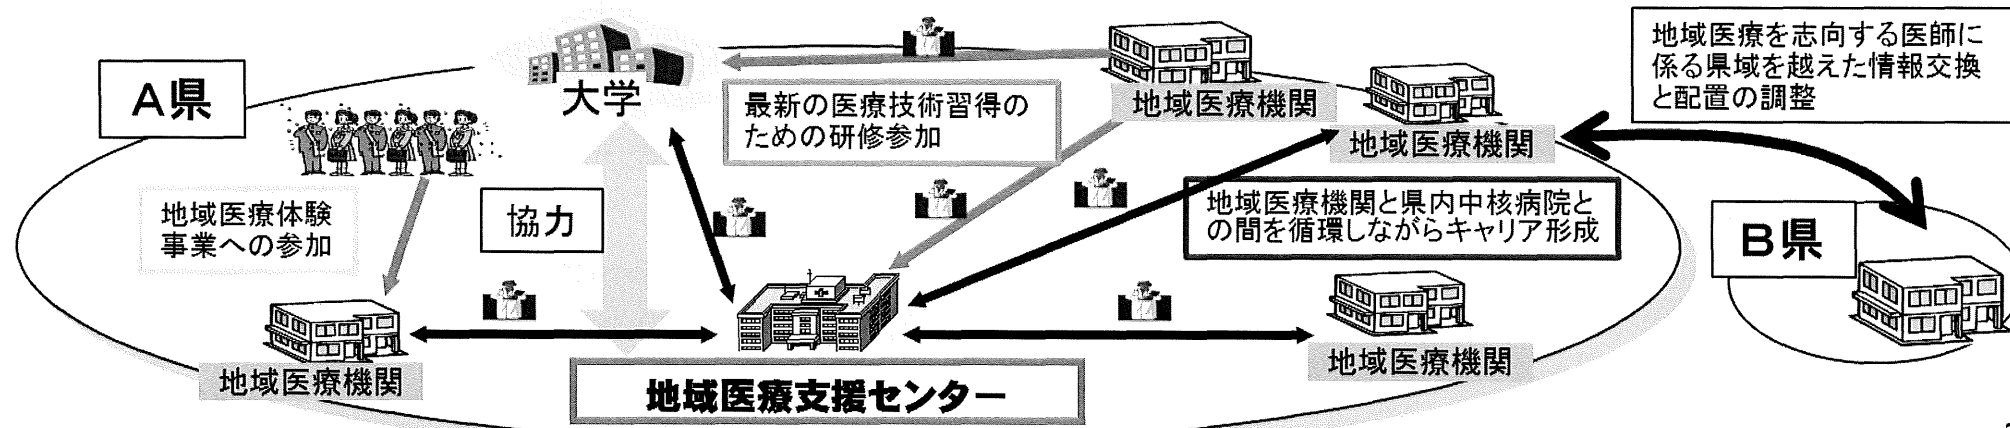 A県
大学
地域医療体験
事業への参加
協力
最新の医療技術習得の
ための研修参加
地域医療機関
地域医療機関
地域医療を志向する医師に
係る県域を越えた情報交換
と配置の調整
地域医療機関と県内中核病院と
の間を循環しながらキャリア形成
B県
地域医療機関
地域医療機関
地域医療支援センター